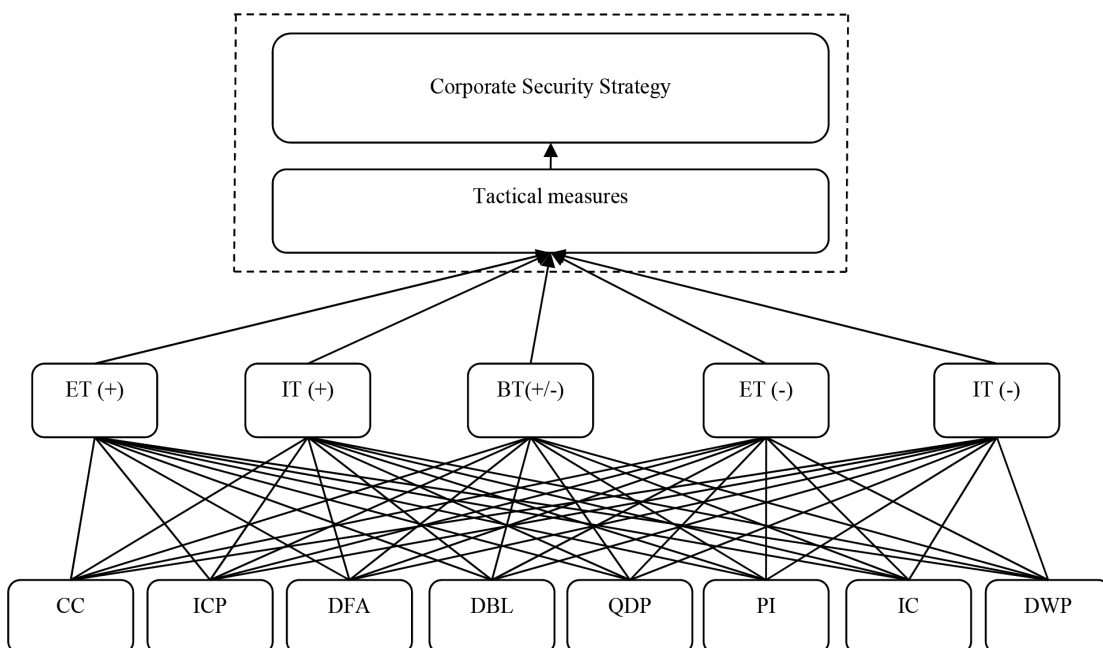 Corporate Security Strategy
Tactical measures
ET (+)
IT (+)
BT(+/-)
ET (-)
IT (-)
CC
ICP
DFA
DBL
QDP
PI
IC
DWP